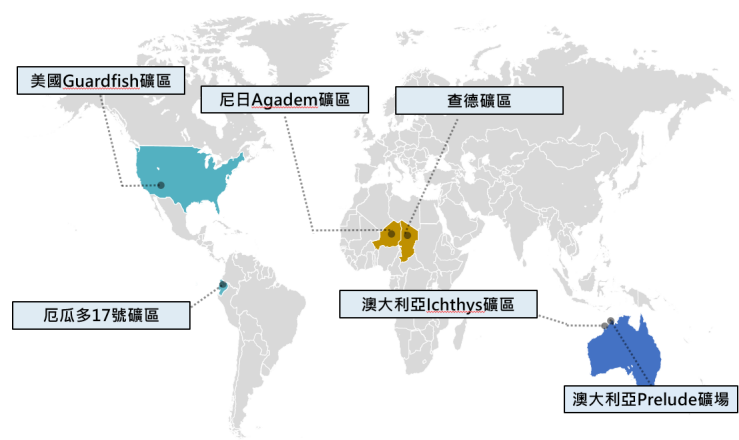 美國Guardfish礦區
尼日Agadem礦區
查德礦區
厄瓜多17號礦區
澳大利亞Ichthys礦區
澳大利亞Prelude礦場